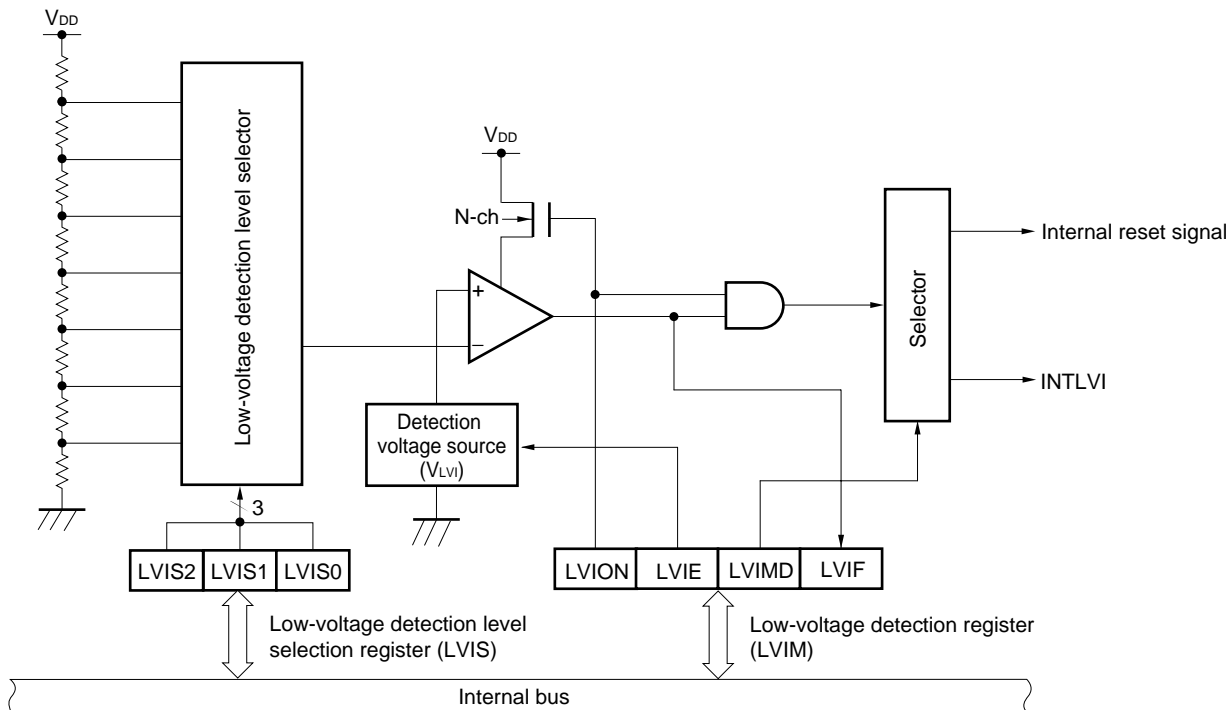 VDD
Low-voltage detection level selector
VDD
N-ch
+
−
Detection
voltage source
(VLVI)
Selector
Internal reset signal
INTLVI
3
LVIS2 LVIS1 LVIS0
LVION LVIE LVIMD LVIF
Low-voltage detection level
selection register (LVIS)
Low-voltage detection register
(LVIM)
Internal bus